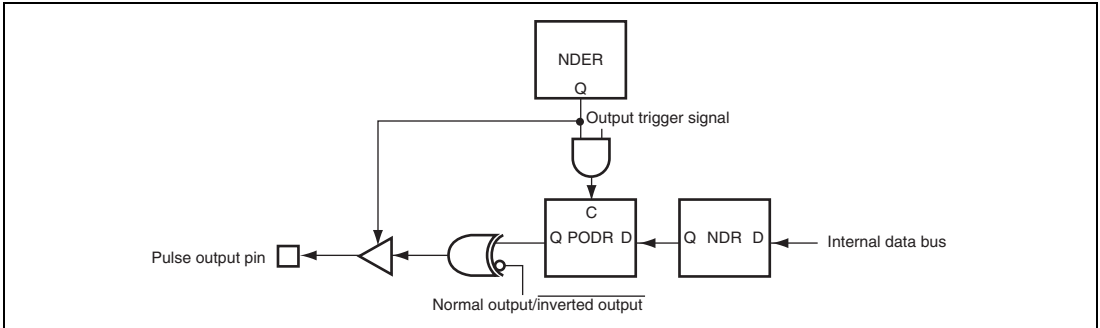 NDER
Q
Output trigger signal
C
Q PODR D
Q NDR D
Internal data bus
Pulse output pin
Normal output/inverted output